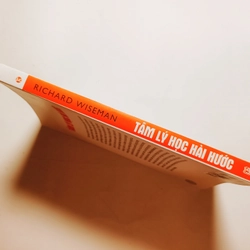 RICHARD WISEMAN
TÂM LÝ HỌC HÀI HƯỚC